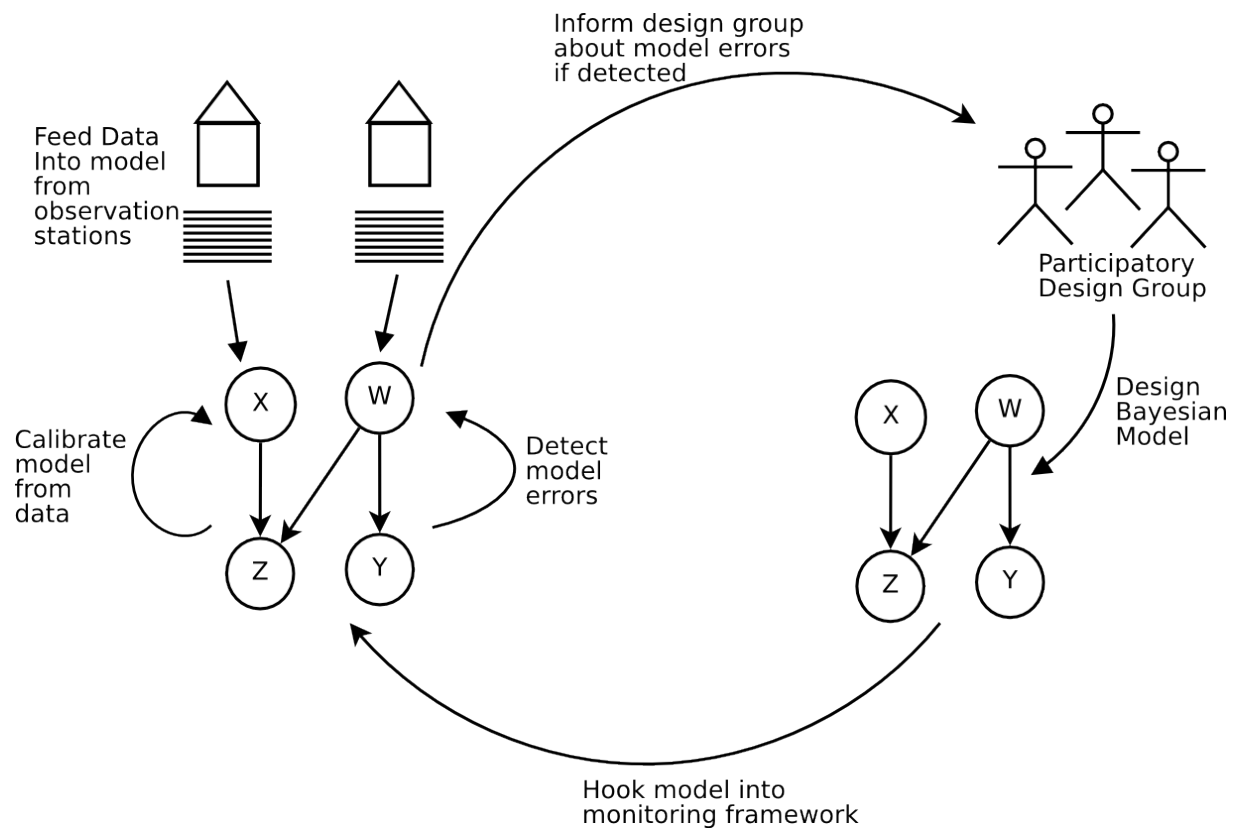 Inform design group
about model errors
if detected
Feed Data
Into model
from
observation
stations
Participatory
Design Group
X
W
Z
Y
Calibrate
model
from
data
Detect
model
errors
X
W
Z
Y
Design
Bayesian
Model
Hook model into
monitoring framework